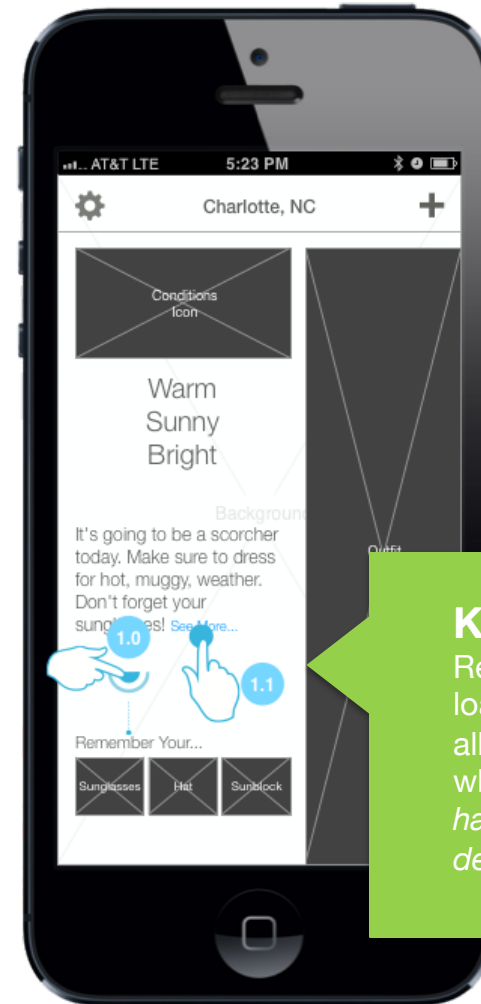 AT&T LTE 5:23 PM
Charlotte, NC
Conditions
Icon
Warm
Sunny
Bright
Background
It's going to be a scorcher
today. Make sure to dress
for hot, muggy, weather.
Don't forget your
See More...
1.0
1.1
Remember Your...
Sunglasses Hat Sunblock
Outfit